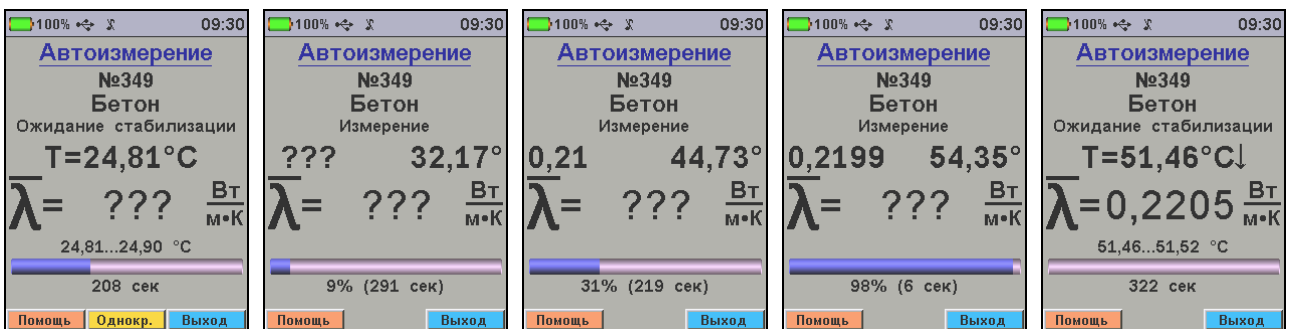 100% 09:30
Автоизмерение
№349
Бетон
Ожидание стабилизации
T=24,81°C
λ= ??? Вт
м•К
24,81...24,90 °C
208 сек
Помощь Однокр. Выход
100% 09:30
Автоизмерение
№349
Бетон
Измерение
??? 32,17°
λ= ??? Вт
м•К
9% (291 сек)
Помощь Выход
100% 09:30
Автоизмерение
№349
Бетон
Измерение
0,21 44,73°
λ= ??? Вт
м•К
31% (219 сек)
Помощь Выход
100% 09:30
Автоизмерение
№349
Бетон
Измерение
0,2199 54,35°
λ= ??? Вт
м•К
98% (6 сек)
Помощь Выход
100% 09:30
Автоизмерение
№349
Бетон
Ожидание стабилизации
T=51,46°C↓
λ=0,2205 Вт
м•К
51,46...51,52 °C
322 сек
Помощь Выход